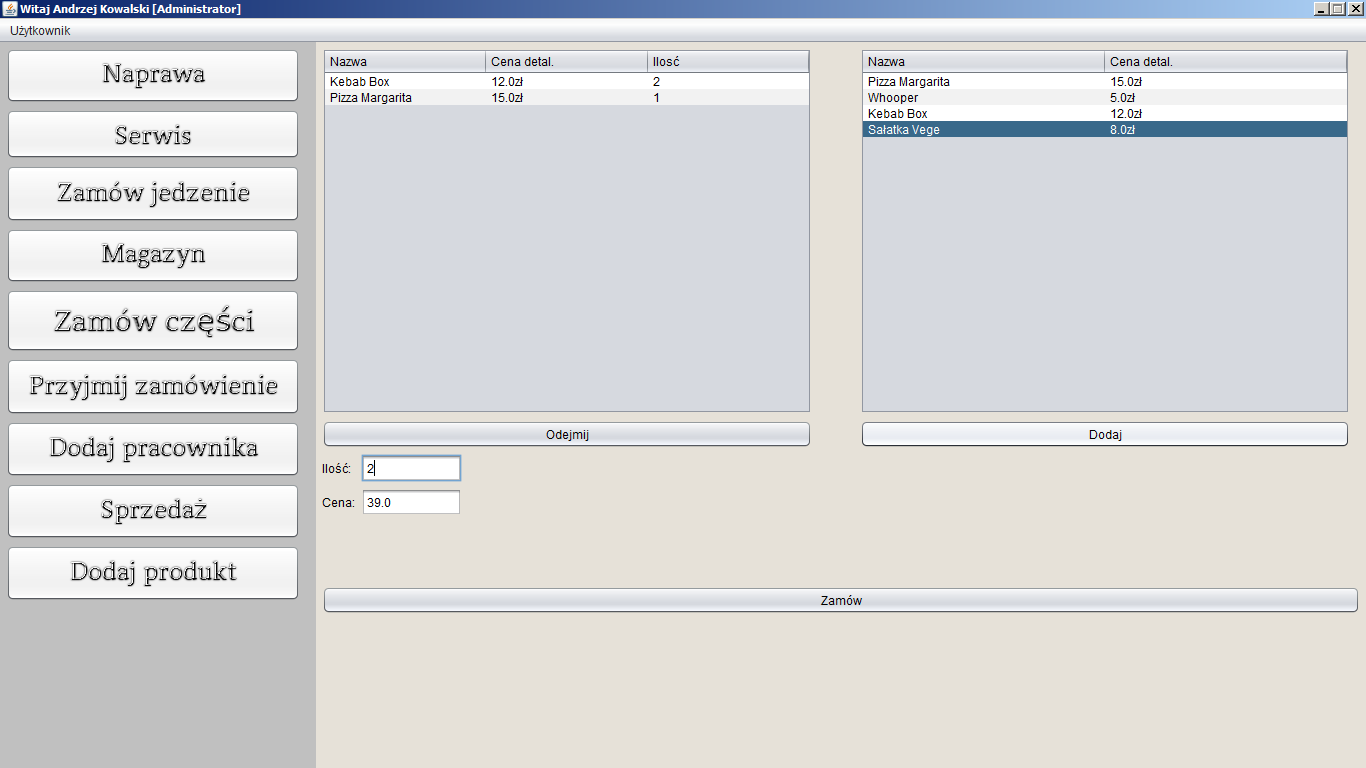 Witaj Andrzej Kowalski [Administrator]
Użytkownik
Naprawa
Serwis
Zamów jedzenie
Magazyn
Zamów części
Przyjmij zamówienie
Dodaj pracownika
Sprzedaż
Dodaj produkt
Nazwa Cena detal. Ilosć
Kebab Box 12.0zł 2
Pizza Margarita 15.0zł 1
Odejmij
Ilość: 2
Cena: 39.0
Nazwa Cena detal.
Pizza Margarita 15.0zł
Whooper 5.0zł
Kebab Box 12.0zł
Sałatka Vege 8.0zł
Dodaj
Zamów